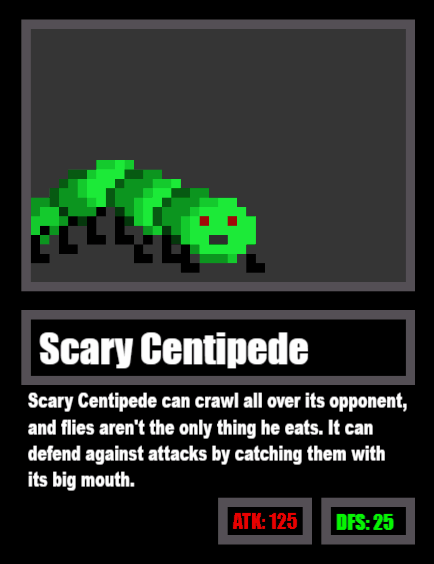 Scary Centipede
Scary Centipede can crawl all over its opponent,
and flies aren't the only thing he eats. It can
defend against attacks by catching them with
its big mouth.
ATK: 125 DFS: 25